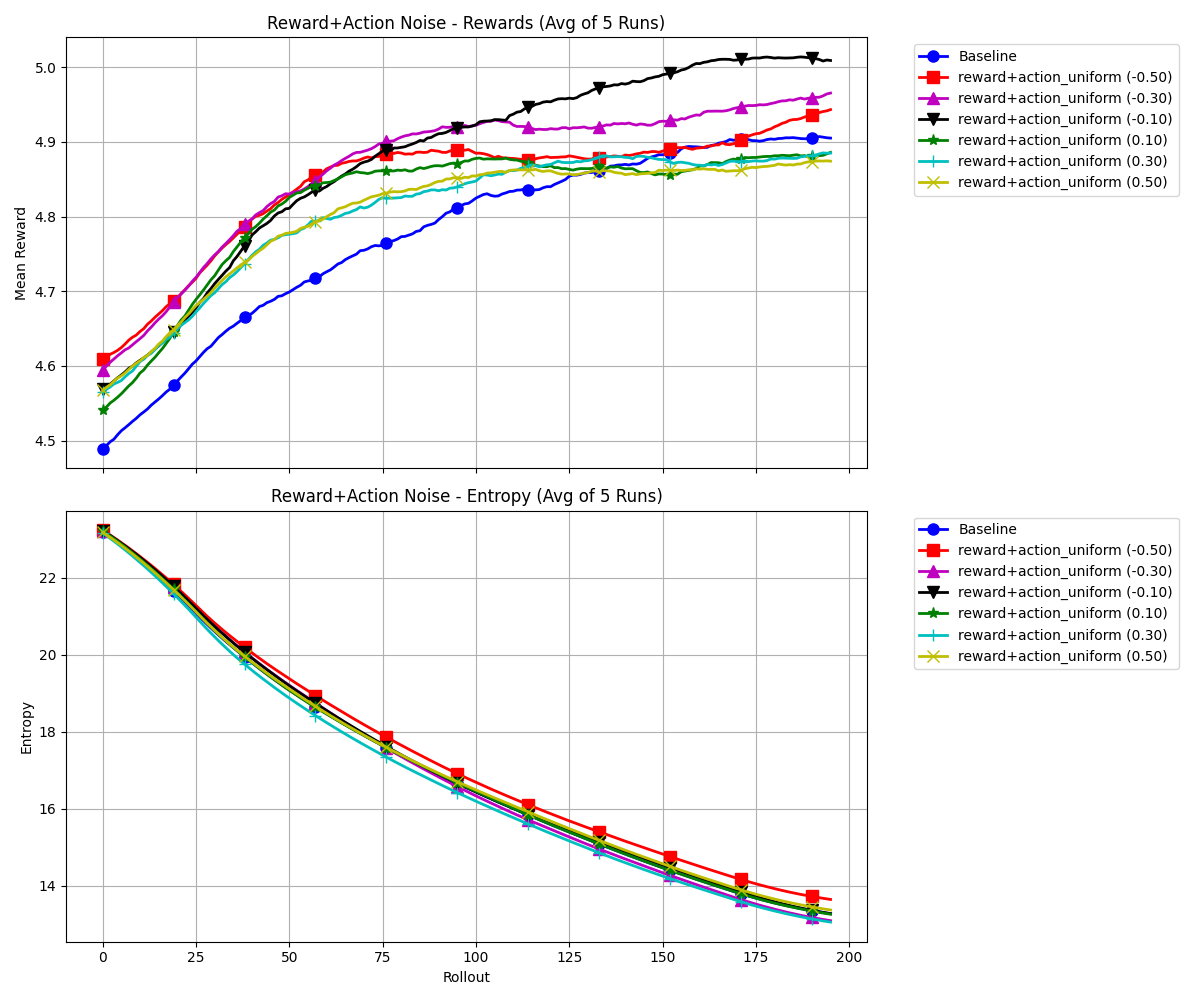 Reward+Action Noise - Rewards (Avg of 5 Runs)
5.0
4.9
4.8
4.7
4.6
4.5
Mean Reward
Baseline
reward+action_uniform (-0.50)
reward+action_uniform (-0.30)
reward+action_uniform (-0.10)
reward+action_uniform (0.10)
reward+action_uniform (0.30)
reward+action_uniform (0.50)
Reward+Action Noise - Entropy (Avg of 5 Runs)
22
20
18
16
14
Entropy
0 25 50 75 100 125 150 175 200
Rollout
Baseline
reward+action_uniform (-0.50)
reward+action_uniform (-0.30)
reward+action_uniform (-0.10)
reward+action_uniform (0.10)
reward+action_uniform (0.30)
reward+action_uniform (0.50)